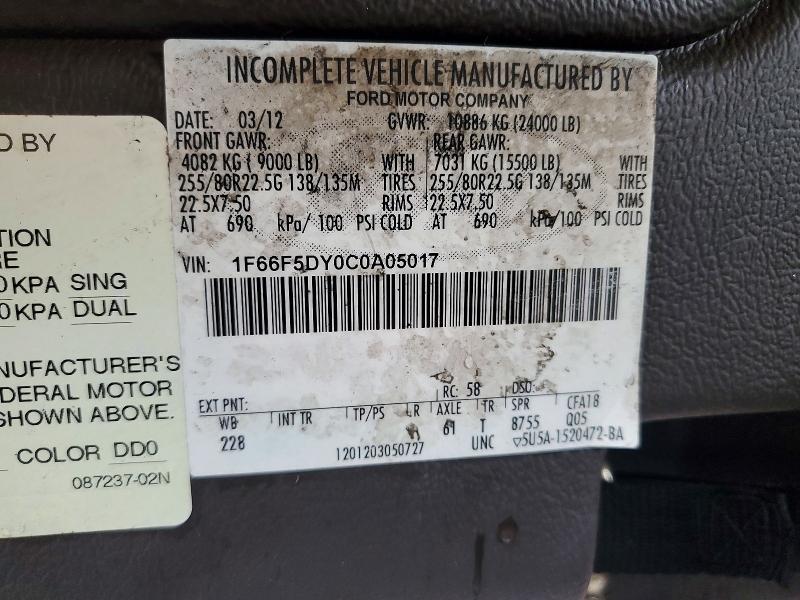 D BY
TION
RE
0KPA SING
0KPA DUAL
NUFACTURER'S
DERAL MOTOR
SHOWN ABOVE.
COLOR DD0
087237-02N
INCOMPLETE VEHICLE MANUFACTURED BY
FORD MOTOR COMPANY
DATE: 03/12 GVWR: 10886 KG (24000 LB)
FRONT GAWR: REAR GAWR:
4082 KG ( 9000 LB) WITH 7031 KG (15500 LB) WITH
255/80R22.5G 138/135M TIRES 255/80R22.5G 138/135M TIRES
22.5X7.50 RIMS 22.5X7.50 RIMS
AT 690 kPa/ 100 PSI COLD AT 690 kPa/ 100 PSI COLD
VIN: 1F66F5DY0C0A05017
EXT PNT: RC: 58 DSO:
WB INT TR TP/PS R AXLE TR SPR CFA18
228 61 T 8755 Q05
1201203050727 UNC ▽5U5A-1520472-BA